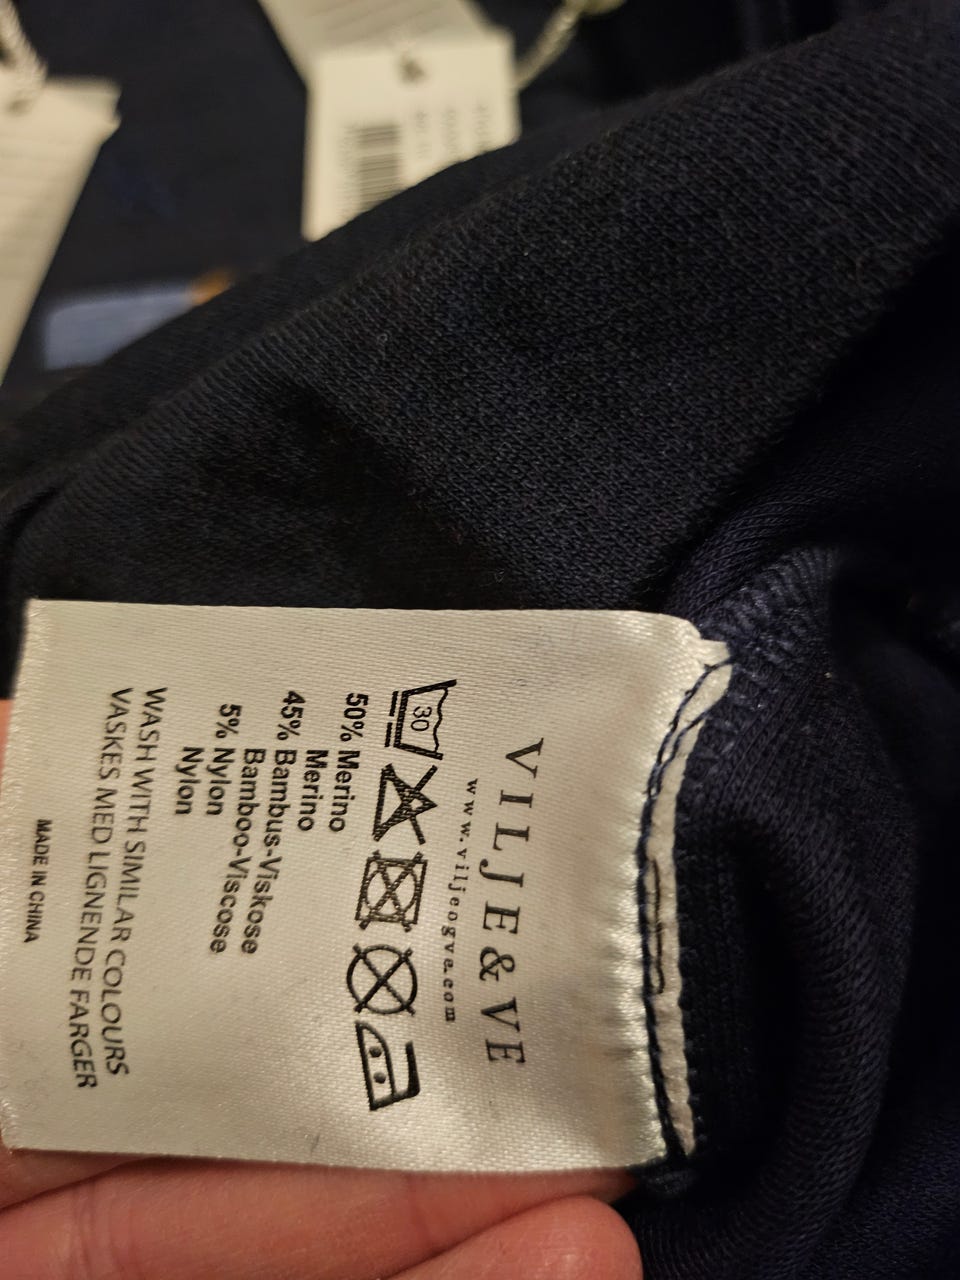 VILJE & VE
www.viljeogve.com
30
50% Merino
Merino
45% Bambus-Viskose
Bamboo-Viscose
5% Nylon
Nylon
WASH WITH SIMILAR COLOURS
VASKES MED LIGNENDE FARGER
MADE IN CHINA